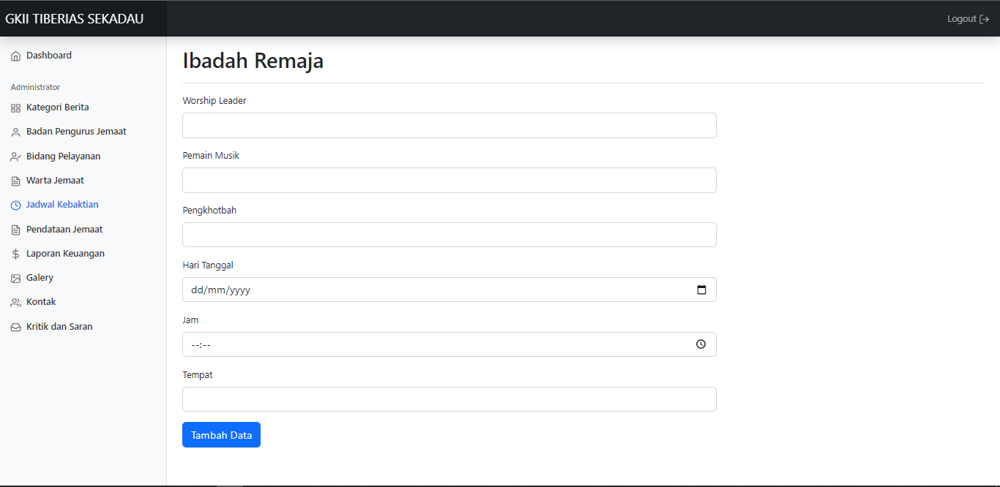 GKII TIBERIAS SEKADAU
Logout
Dashboard
Administrator
Kategori Berita
Badan Pengurus Jemaat
Bidang Pelayanan
Warta Jemaat
Jadwal Kebaktian
Pendataan Jemaat
Laporan Keuangan
Galery
Kontak
Kritik dan Saran
Ibadah Remaja
Worship Leader
Pemain Musik
Pengkhotbah
Hari Tanggal
dd/mm/yyyy
Jam
--:--
Tempat
Tambah Data